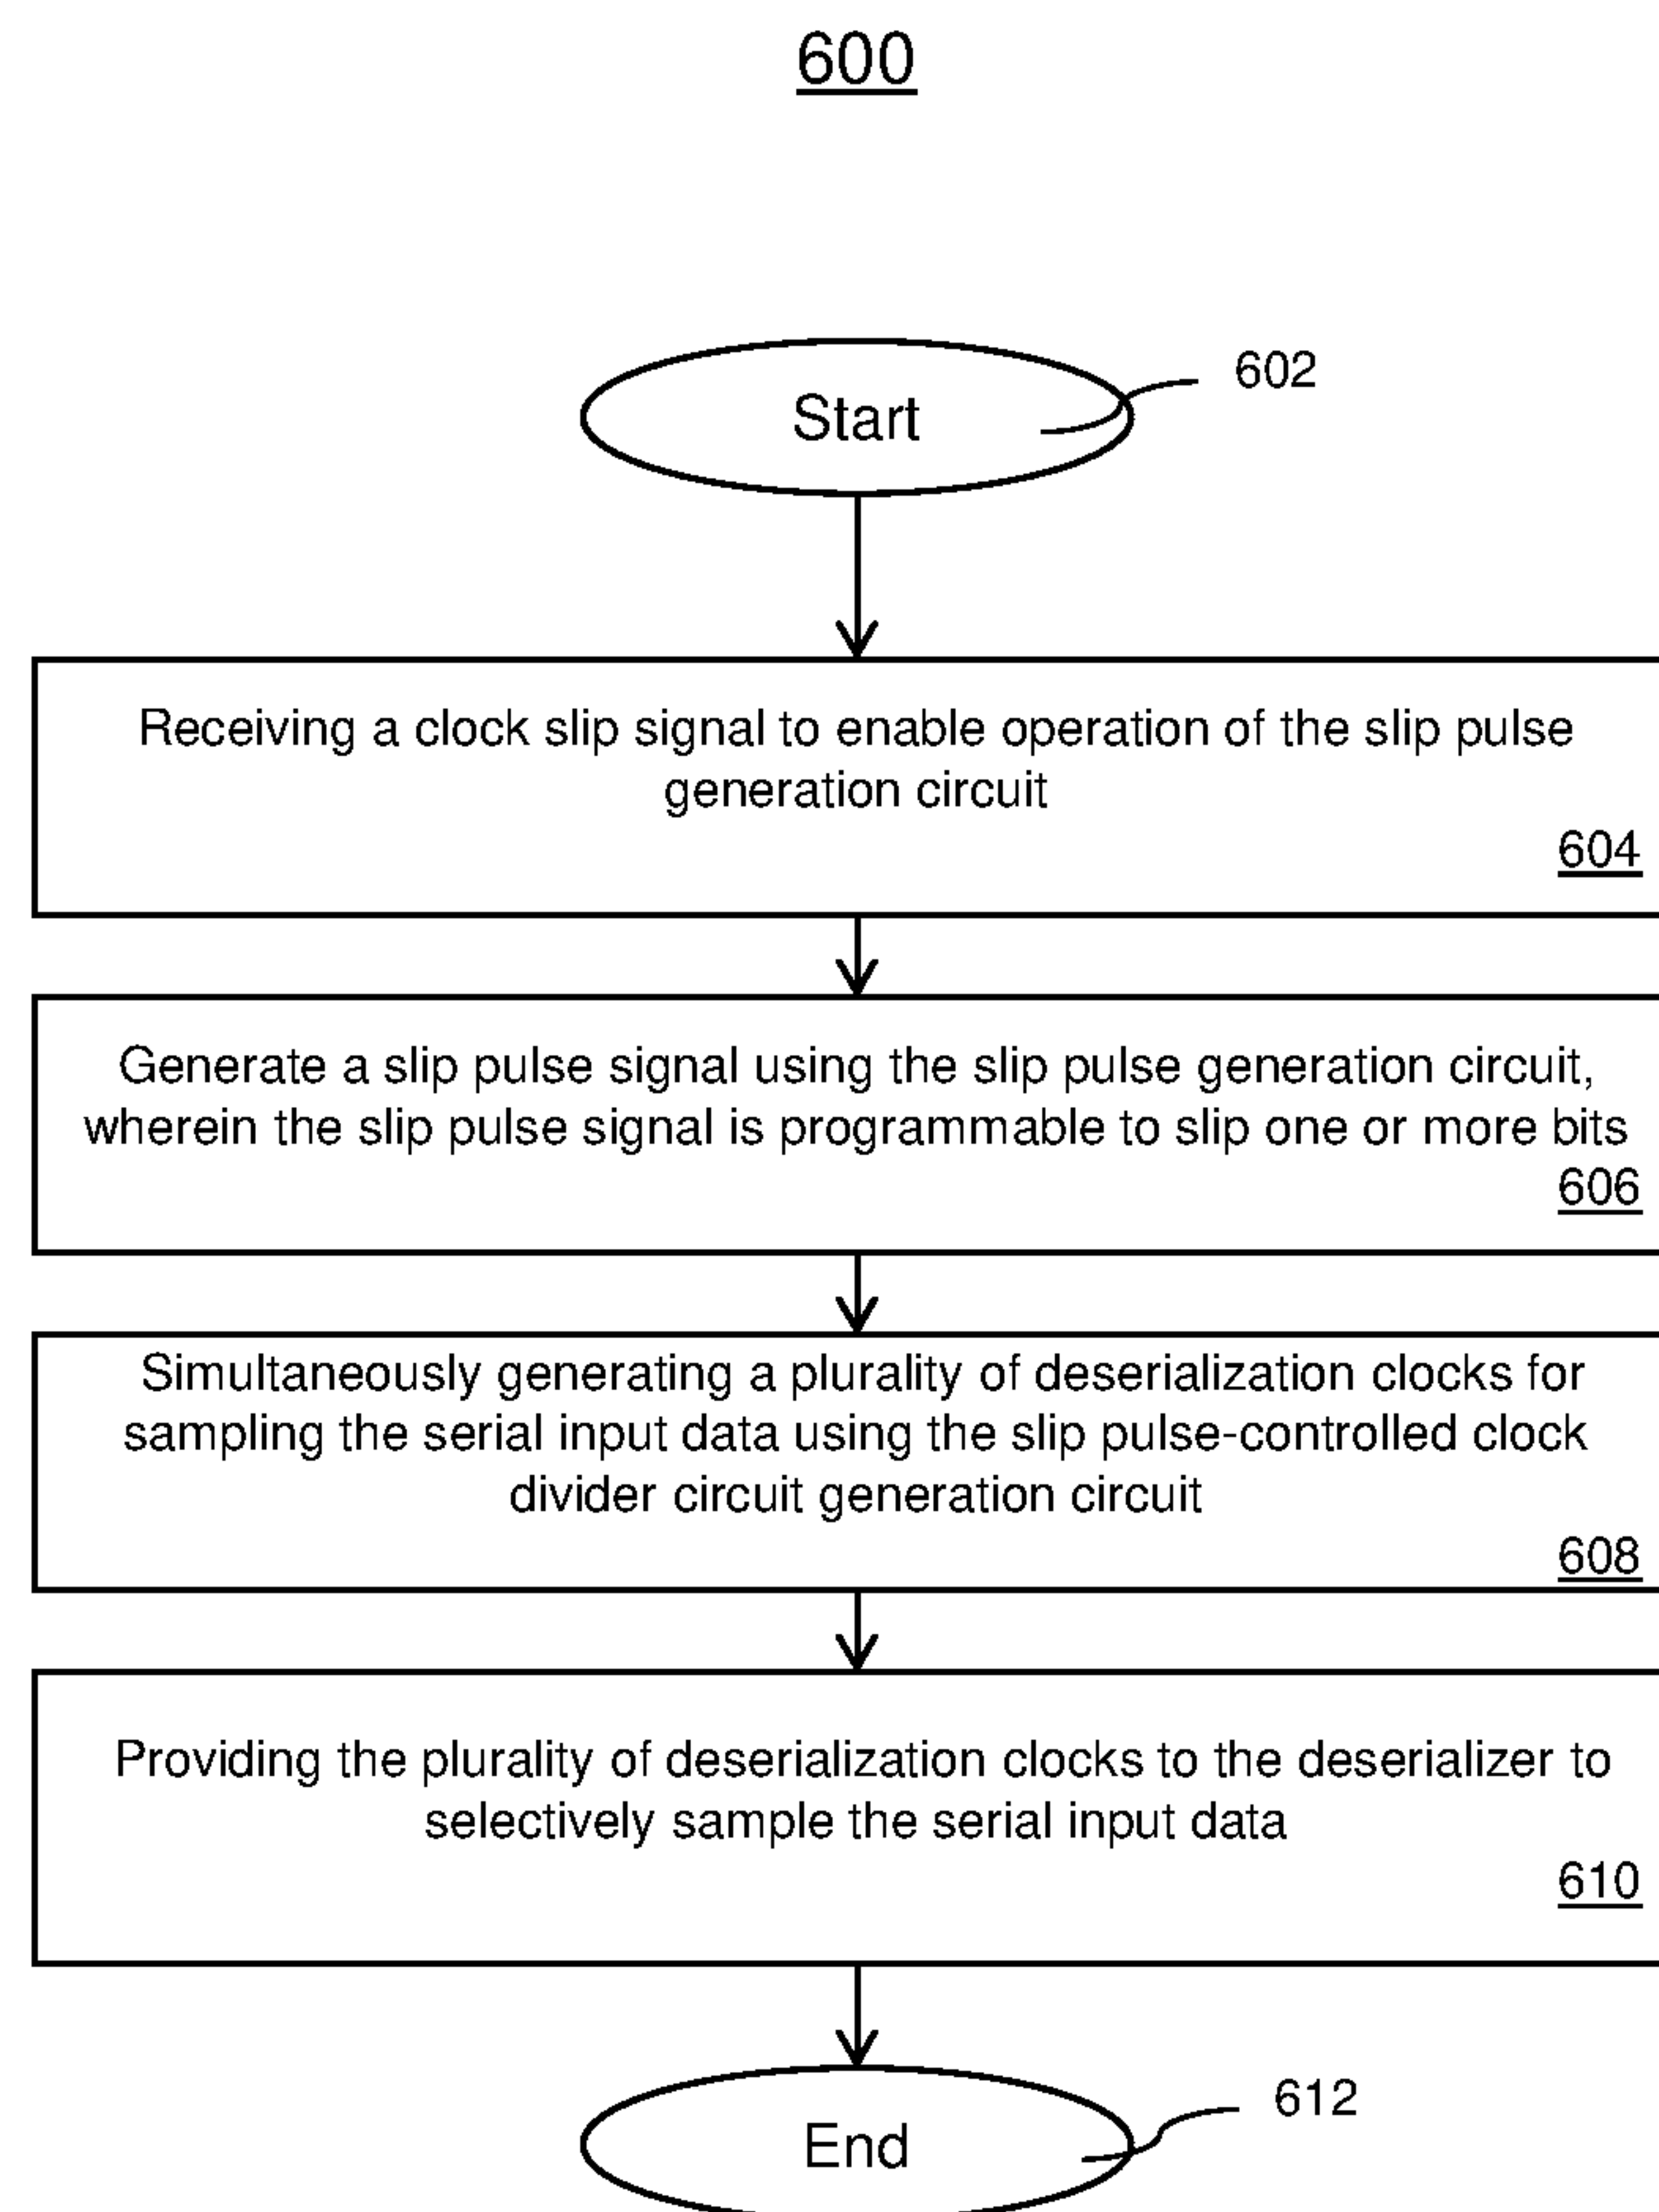 600
602
Start
Receiving a clock slip signal to enable operation of the slip pulse
generation circuit
604
Generate a slip pulse signal using the slip pulse generation circuit,
wherein the slip pulse signal is programmable to slip one or more bits
606
Simultaneously generating a plurality of deserialization clocks for
sampling the serial input data using the slip pulse-controlled clock
divider circuit generation circuit
608
Providing the plurality of deserialization clocks to the deserializer to
selectively sample the serial input data
610
612
End